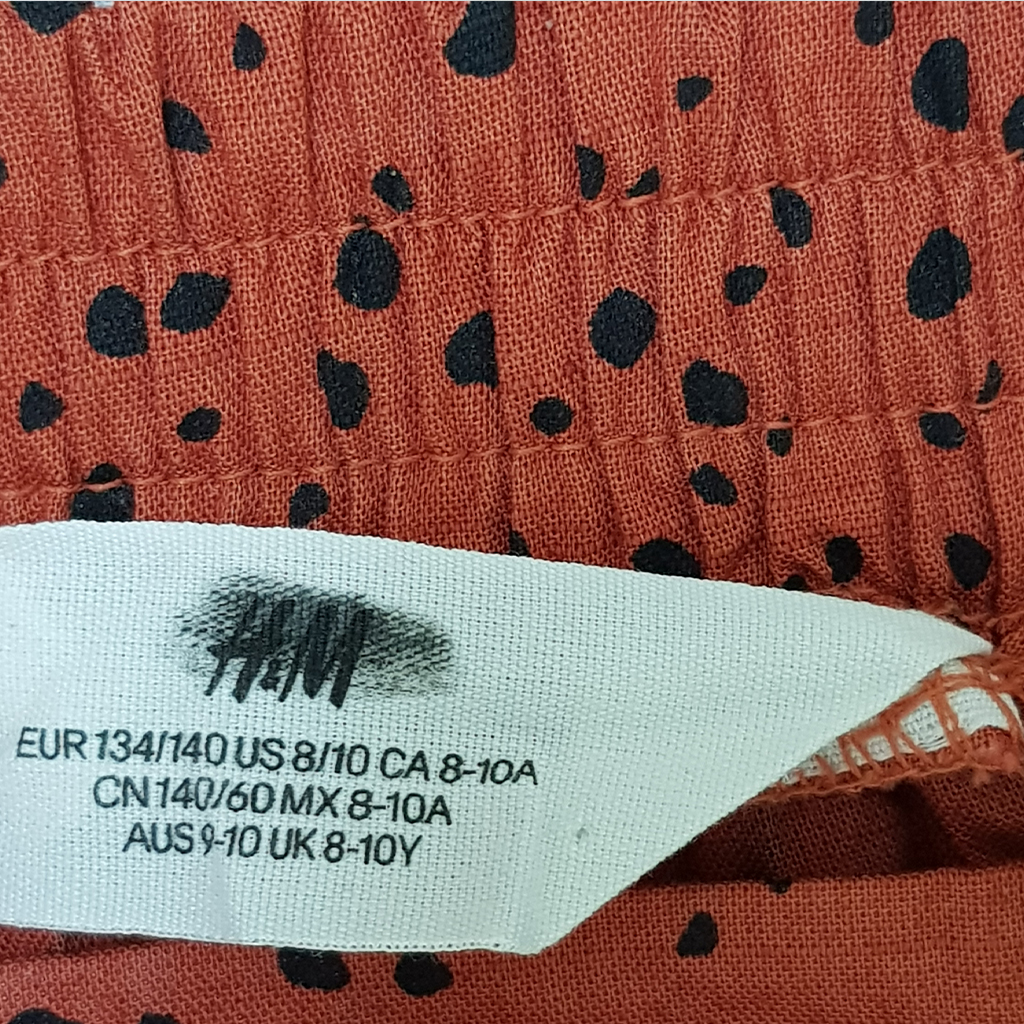 H&M
EUR 134/140 US 8/10 CA 8-10A
CN 140/60 MX 8-10A
AUS 9-10 UK 8-10Y